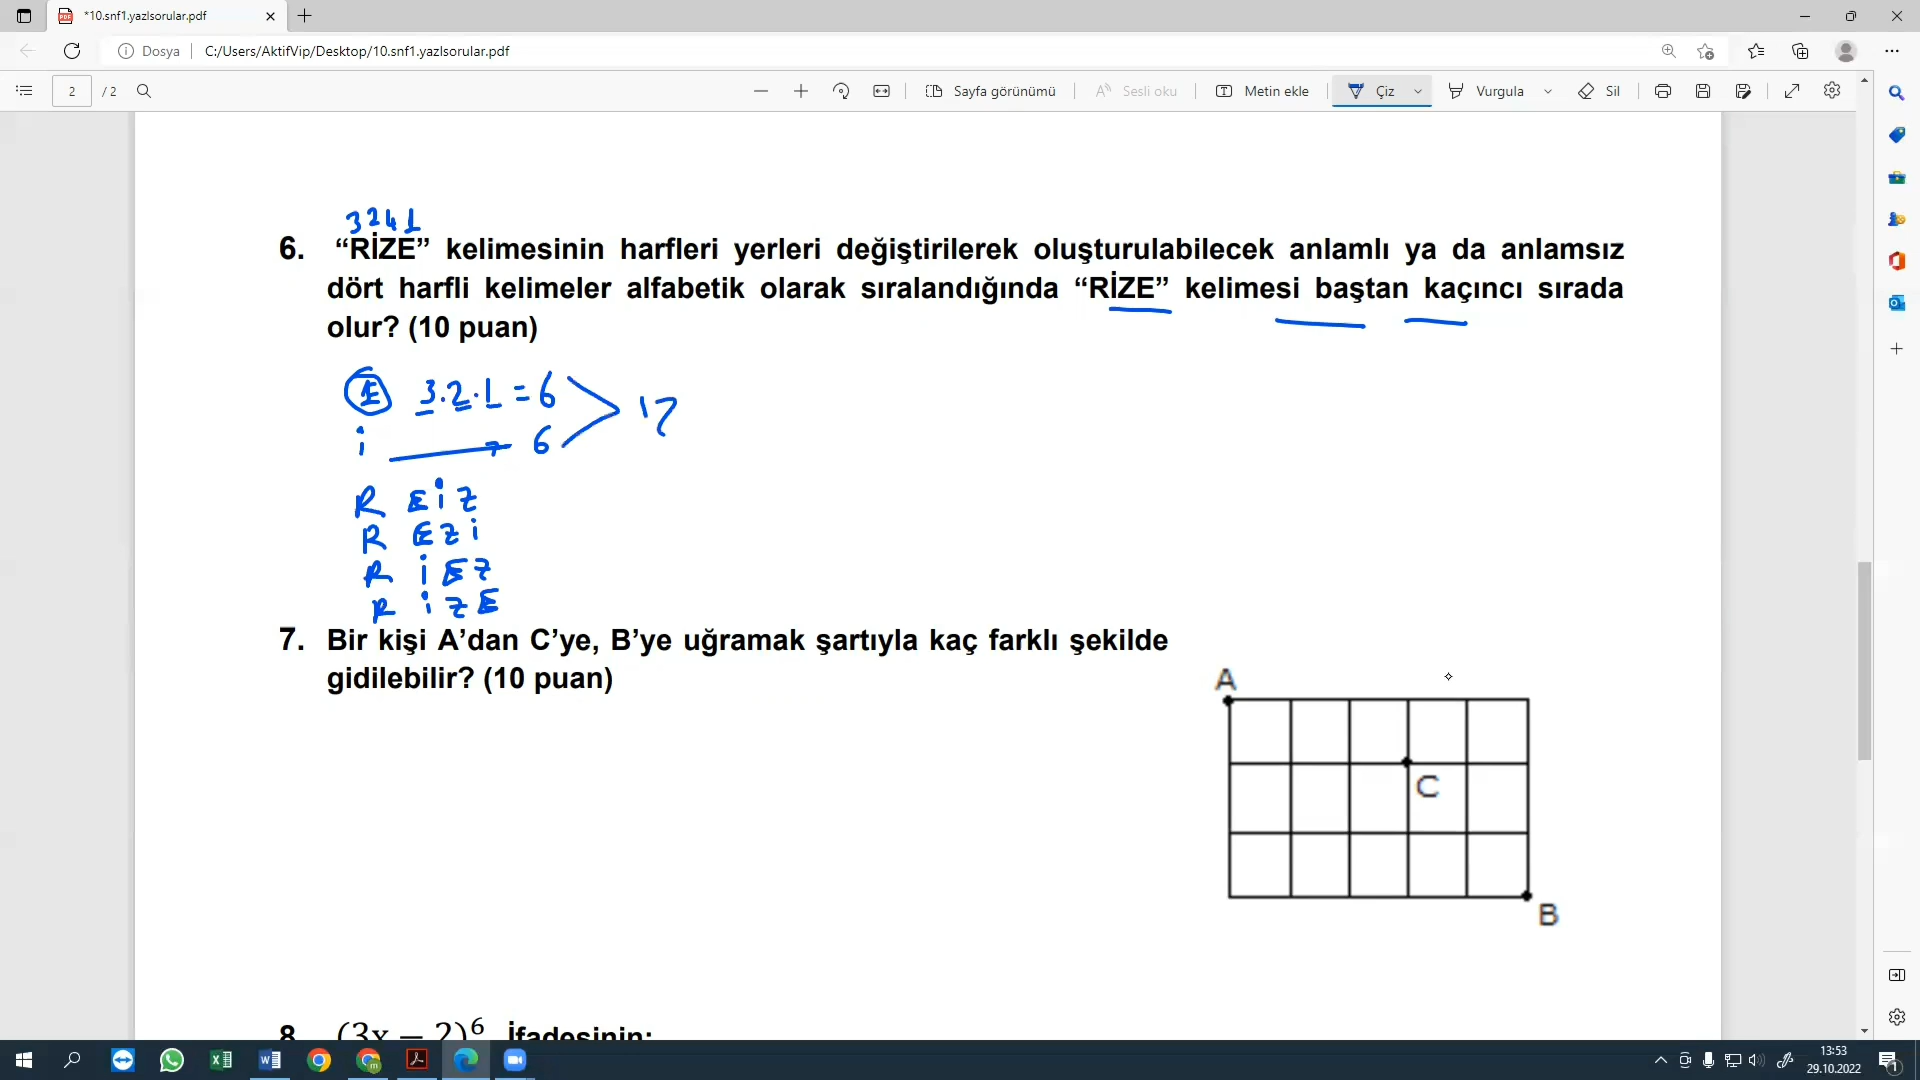 *10.snf1.yazlsorular.pdf
Dosya
C:/Users/AktifVip/Desktop/10.snf1.yazlsorular.pdf
2 / 2
Sayfa görünümü
Sesli oku
Metin ekle
Çiz
Vurgula
Sil
3 2 4 1
6. “RİZE” kelimesinin harfleri yerleri değiştirilerek oluşturulabilecek anlamlı ya da anlamsız
dört harfli kelimeler alfabetik olarak sıralandığında “RİZE” kelimesi baştan kaçıncı sırada
olur? (10 puan)
E 3.2.1 = 6
12
i 6
R E i Z
R E Z i
R i E Z
R i Z E
7. Bir kişi A’dan C’ye, B’ye uğramak şartıyla kaç farklı şekilde
gidilebilir? (10 puan)
A
C
B
8. (3x − 2)⁶ İfadesinin:
13:53
29.10.2022
1